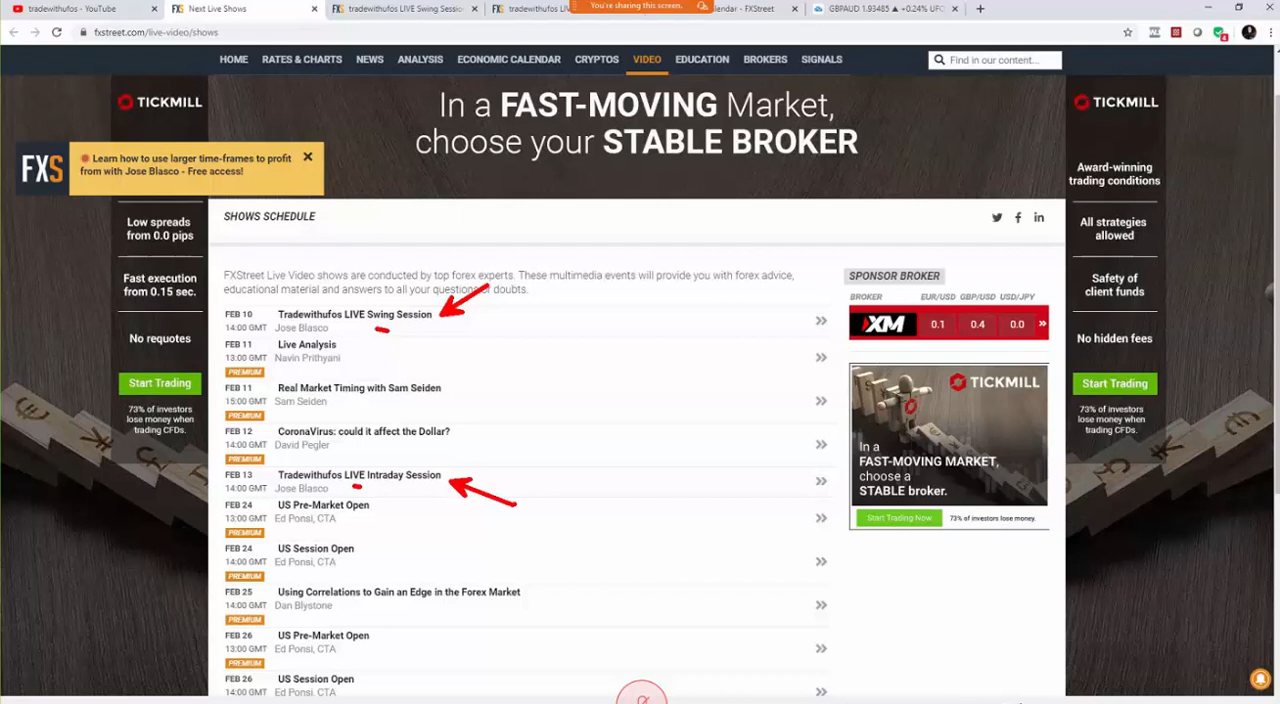 tradewithufos - YouTube
Next Live Shows
tradewithufos LIVE Swing Sessio
tradewithufos LIV
You're sharing this screen.
lendar - FXStreet
GBPAUD 1.93485 ▲ +0.24% UFC
fxstreet.com/live-video/shows
HOME RATES & CHARTS NEWS ANALYSIS ECONOMIC CALENDAR CRYPTOS VIDEO EDUCATION BROKERS SIGNALS
Find in our content...
TICKMILL
In a FAST-MOVING Market,
choose your STABLE BROKER
TICKMILL
FXS
Learn how to use larger time-frames to profit
from with Jose Blasco - Free access!
Low spreads
from 0.0 pips
Fast execution
from 0.15 sec.
No requotes
Start Trading
73% of investors
lose money when
trading CFDs.
Award-winning
trading conditions
All strategies
allowed
Safety of
client funds
No hidden fees
Start Trading
73% of investors
lose money when
trading CFDs.
SHOWS SCHEDULE
FXStreet Live Video shows are conducted by top forex experts. These multimedia events will provide you with forex advice,
educational material and answers to all your questions or doubts.
FEB 10 Tradewithufos LIVE Swing Session
14:00 GMT Jose Blasco
FEB 11 Live Analysis
13:00 GMT Navin Prithyani
PREMIUM
FEB 11 Real Market Timing with Sam Seiden
15:00 GMT Sam Seiden
PREMIUM
FEB 12 CoronaVirus: could it affect the Dollar?
14:00 GMT David Pegler
PREMIUM
FEB 13 Tradewithufos LIVE Intraday Session
14:00 GMT Jose Blasco
FEB 24 US Pre-Market Open
13:00 GMT Ed Ponsi, CTA
PREMIUM
FEB 24 US Session Open
14:00 GMT Ed Ponsi, CTA
PREMIUM
FEB 25 Using Correlations to Gain an Edge in the Forex Market
14:00 GMT Dan Blystone
PREMIUM
FEB 26 US Pre-Market Open
13:00 GMT Ed Ponsi, CTA
PREMIUM
FEB 26 US Session Open
14:00 GMT Ed Ponsi, CTA
SPONSOR BROKER
BROKER EUR/USD GBP/USD USD/JPY
XM 0.1 0.4 0.0
TICKMILL
In a
FAST-MOVING MARKET,
choose a
STABLE broker.
Start Trading Now 73% of investors lose money.